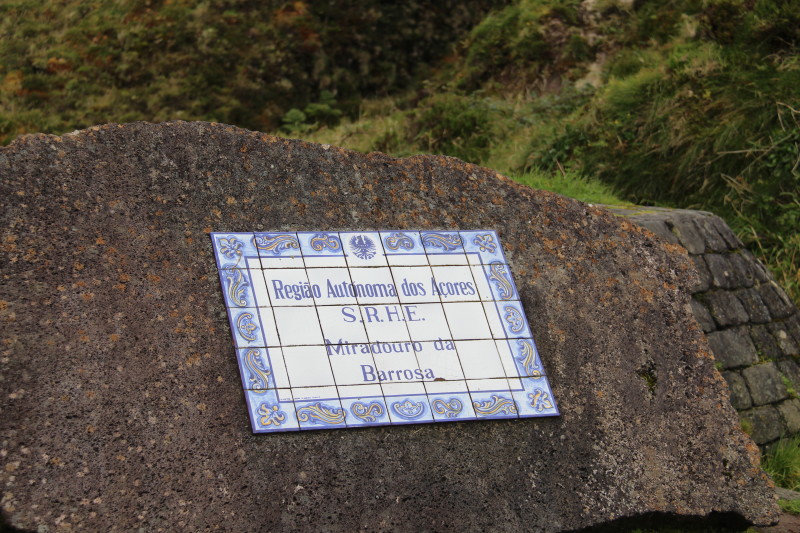 Região Autónoma dos Açores
S.R.H.E.
Miradouro da
Barrosa